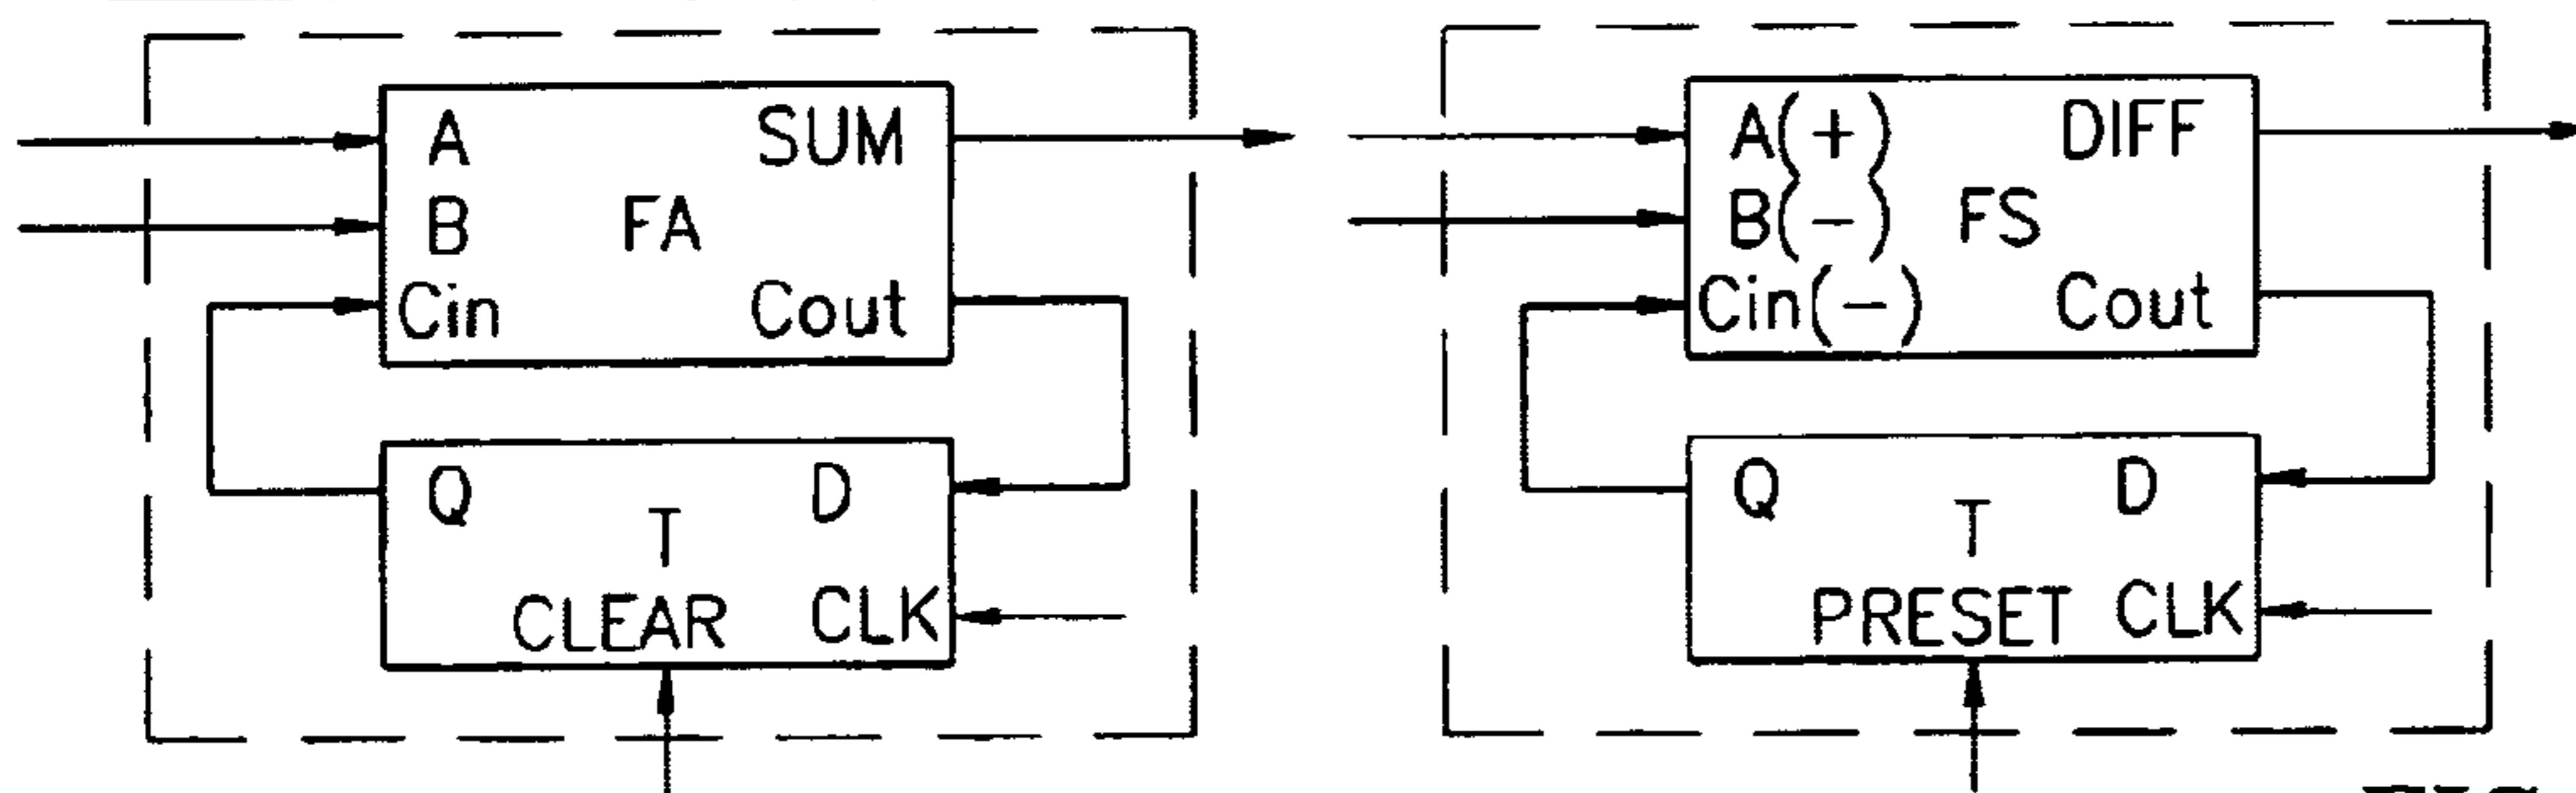 A SUM
B FA
Cin Cout
Q D
T
CLEAR CLK
A(+) DIFF
B(-) FS
Cin(-) Cout
Q D
T
PRESET CLK